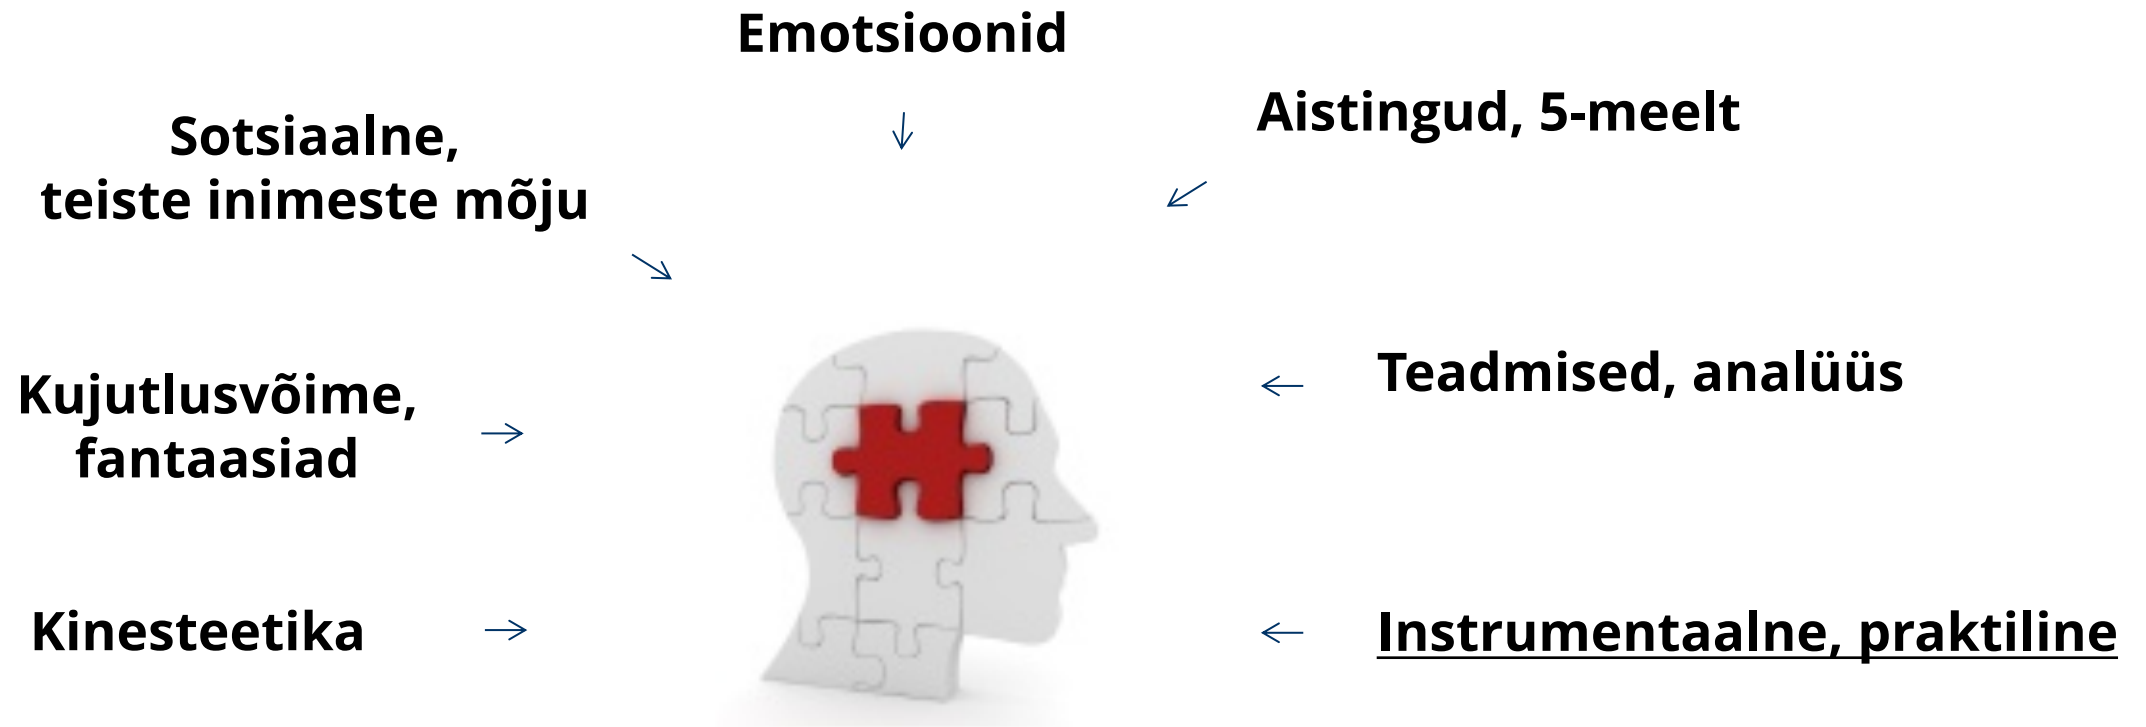 Emotsioonid
Aistingud, 5-meelt
Sotsiaalne,
teiste inimeste mõju
Teadmised, analüüs
Kujutlusvõime,
fantaasiad
Kinesteetika
Instrumentaalne, praktiline